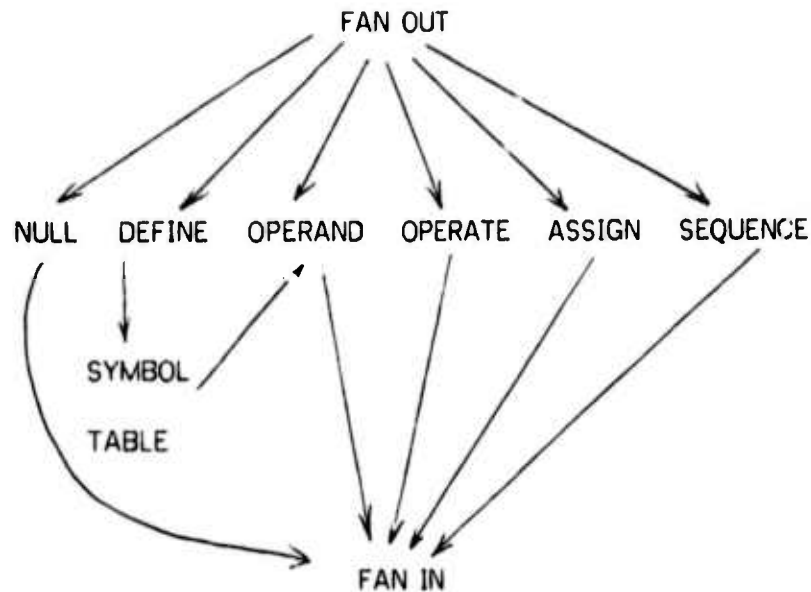 FAN OUT
NULL DEFINE OPERAND OPERATE ASSIGN SEQUENCE
SYMBOL
TABLE
FAN IN